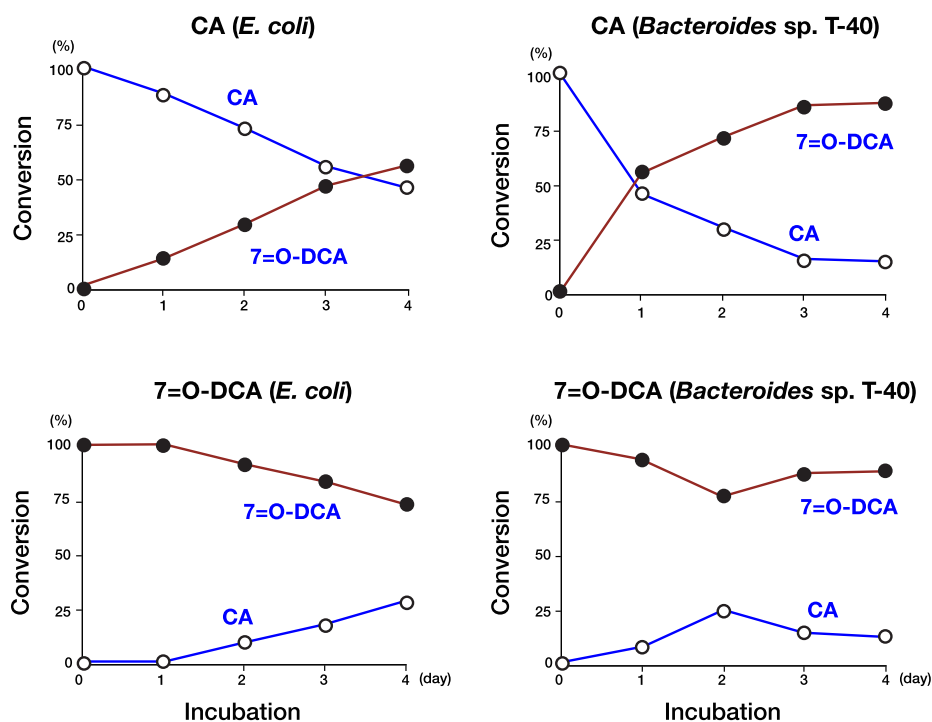 CA (E. coli)
(%)
100
75
50
25
0
Conversion
CA
7=O-DCA
0 1 2 3 4
CA (Bacteroides sp. T-40)
(%)
100
75
50
25
0
Conversion
7=O-DCA
CA
0 1 2 3 4
7=O-DCA (E. coli)
(%)
100
75
50
25
0
Conversion
7=O-DCA
CA
0 1 2 3 4 (day)
Incubation
7=O-DCA (Bacteroides sp. T-40)
(%)
100
75
50
25
0
Conversion
7=O-DCA
CA
0 1 2 3 4 (day)
Incubation